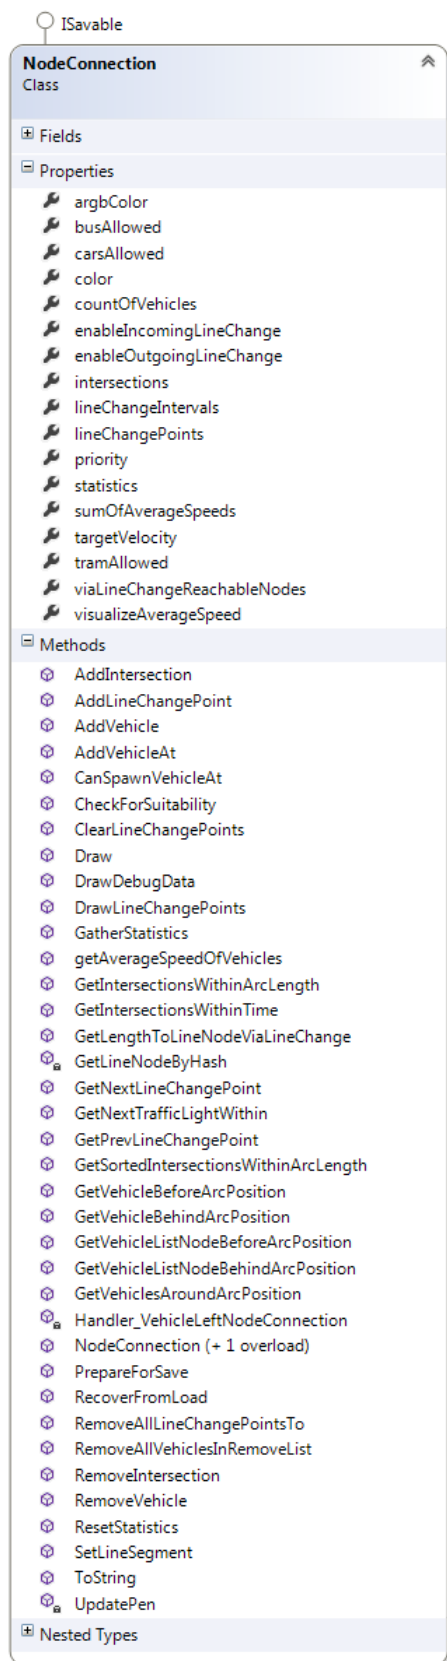 ISavable
NodeConnection
Class
Fields
Properties
argbColor
busAllowed
carsAllowed
color
countOfVehicles
enableIncomingLineChange
enableOutgoingLineChange
intersections
lineChangeIntervals
lineChangePoints
priority
statistics
sumOfAverageSpeeds
targetVelocity
tramAllowed
viaLineChangeReachableNodes
visualizeAverageSpeed
Methods
AddIntersection
AddLineChangePoint
AddVehicle
AddVehicleAt
CanSpawnVehicleAt
CheckForSuitability
ClearLineChangePoints
Draw
DrawDebugData
DrawLineChangePoints
GatherStatistics
getAverageSpeedOfVehicles
GetIntersectionsWithinArcLength
GetIntersectionsWithinTime
GetLengthToLineNodeViaLineChange
GetLineNodeByHash
GetNextLineChangePoint
GetNextTrafficLightWithin
GetPrevLineChangePoint
GetSortedIntersectionsWithinArcLength
GetVehicleBeforeArcPosition
GetVehicleBehindArcPosition
GetVehicleListNodeBeforeArcPosition
GetVehicleListNodeBehindArcPosition
GetVehiclesAroundArcPosition
Handler_VehicleLeftNodeConnection
NodeConnection (+ 1 overload)
PrepareForSave
RecoverFromLoad
RemoveAllLineChangePointsTo
RemoveAllVehiclesInRemoveList
RemoveIntersection
RemoveVehicle
ResetStatistics
SetLineSegment
ToString
UpdatePen
Nested Types